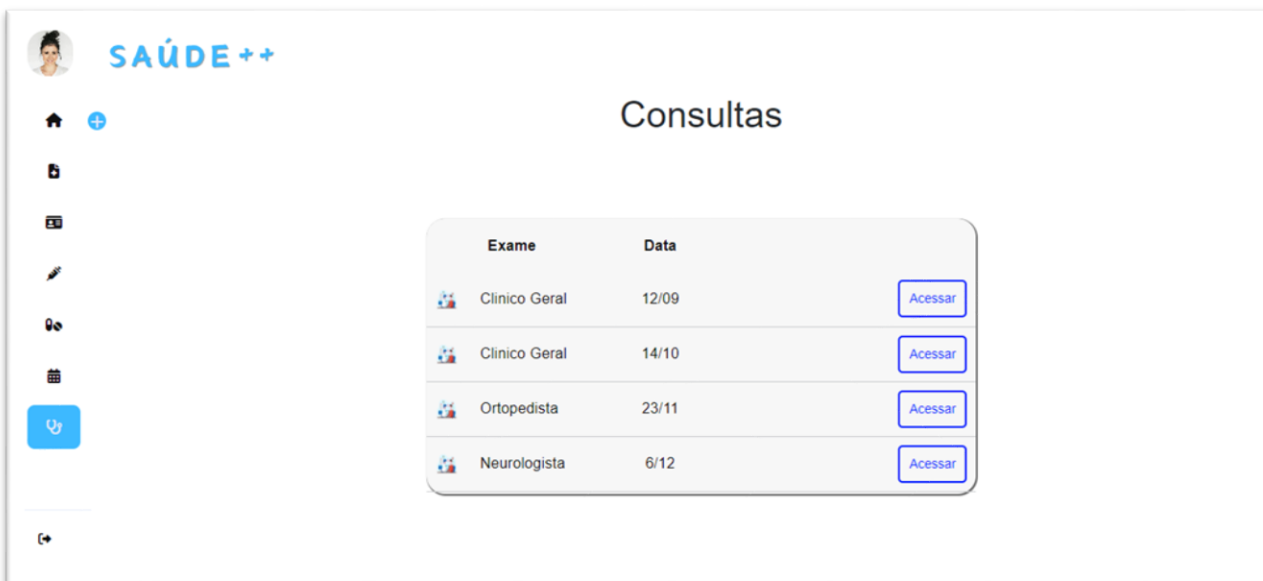 SAÚDE++
Consultas
Exame Data
Clinico Geral 12/09 Acessar
Clinico Geral 14/10 Acessar
Ortopedista 23/11 Acessar
Neurologista 6/12 Acessar